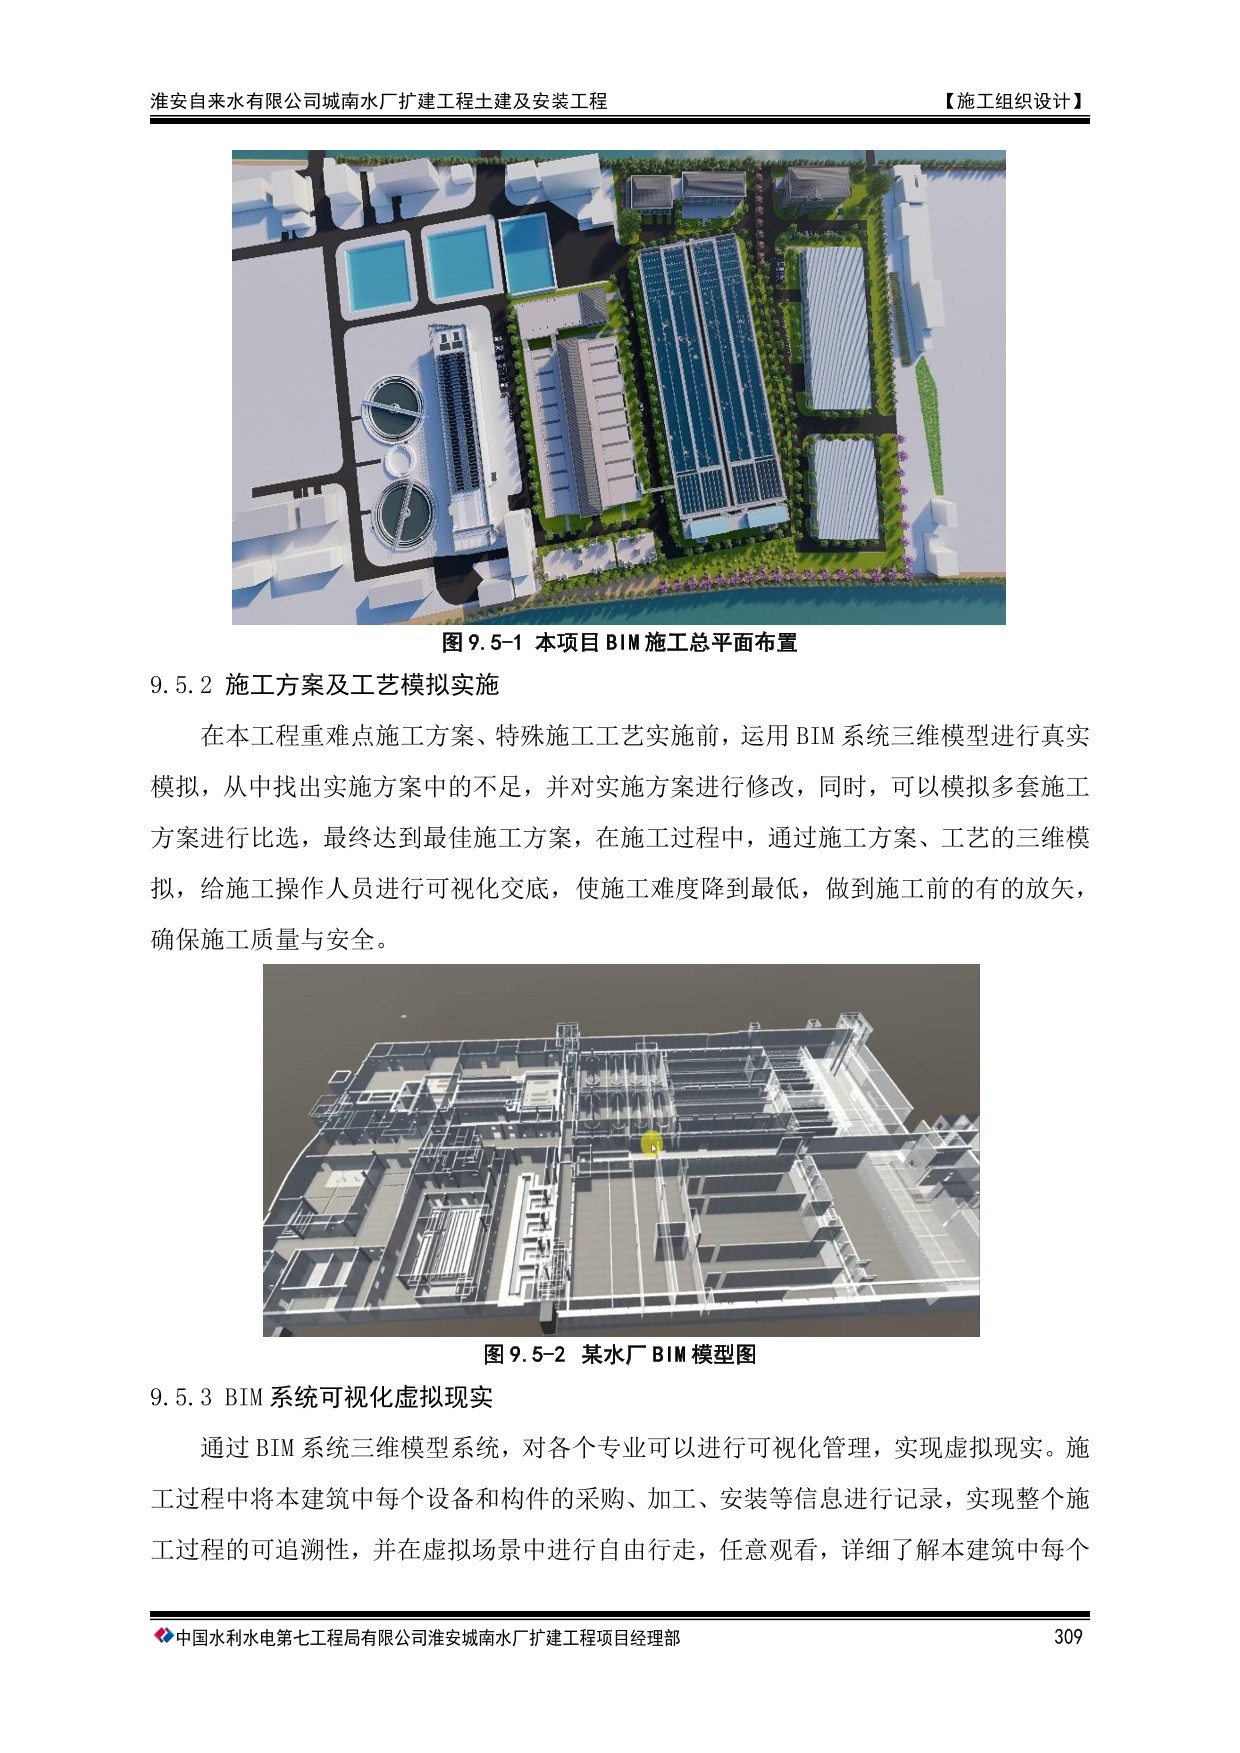 淮安自来水有限公司城南水厂扩建工程土建及安装工程 【施工组织设计】
图 9.5-1 本项目 BIM 施工总平面布置
9.5.2 施工方案及工艺模拟实施
在本工程重难点施工方案、特殊施工工艺实施前，运用 BIM 系统三维模型进行真实
模拟，从中找出实施方案中的不足，并对实施方案进行修改，同时，可以模拟多套施工
方案进行比选，最终达到最佳施工方案，在施工过程中，通过施工方案、工艺的三维模
拟，给施工操作人员进行可视化交底，使施工难度降到最低，做到施工前的有的放矢，
确保施工质量与安全。
图 9.5-2 某水厂 BIM 模型图
9.5.3 BIM 系统可视化虚拟现实
通过 BIM 系统三维模型系统，对各个专业可以进行可视化管理，实现虚拟现实。施
工过程中将本建筑中每个设备和构件的采购、加工、安装等信息进行记录，实现整个施
工过程的可追溯性，并在虚拟场景中进行自由行走，任意观看，详细了解本建筑中每个
中国水利水电第七工程局有限公司淮安城南水厂扩建工程项目经理部 309